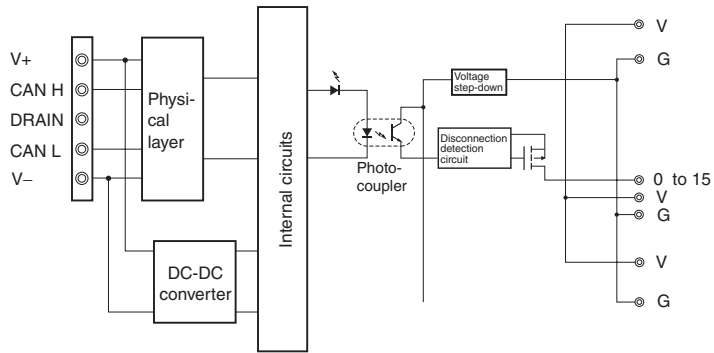 V+
CAN H
DRAIN
CAN L
V−
Physi-
cal
layer
DC-DC
converter
Internal circuits
Photo-
coupler
Voltage
step-down
Disconnection
detection
circuit
V
G
0 to 15
V
G
V
G